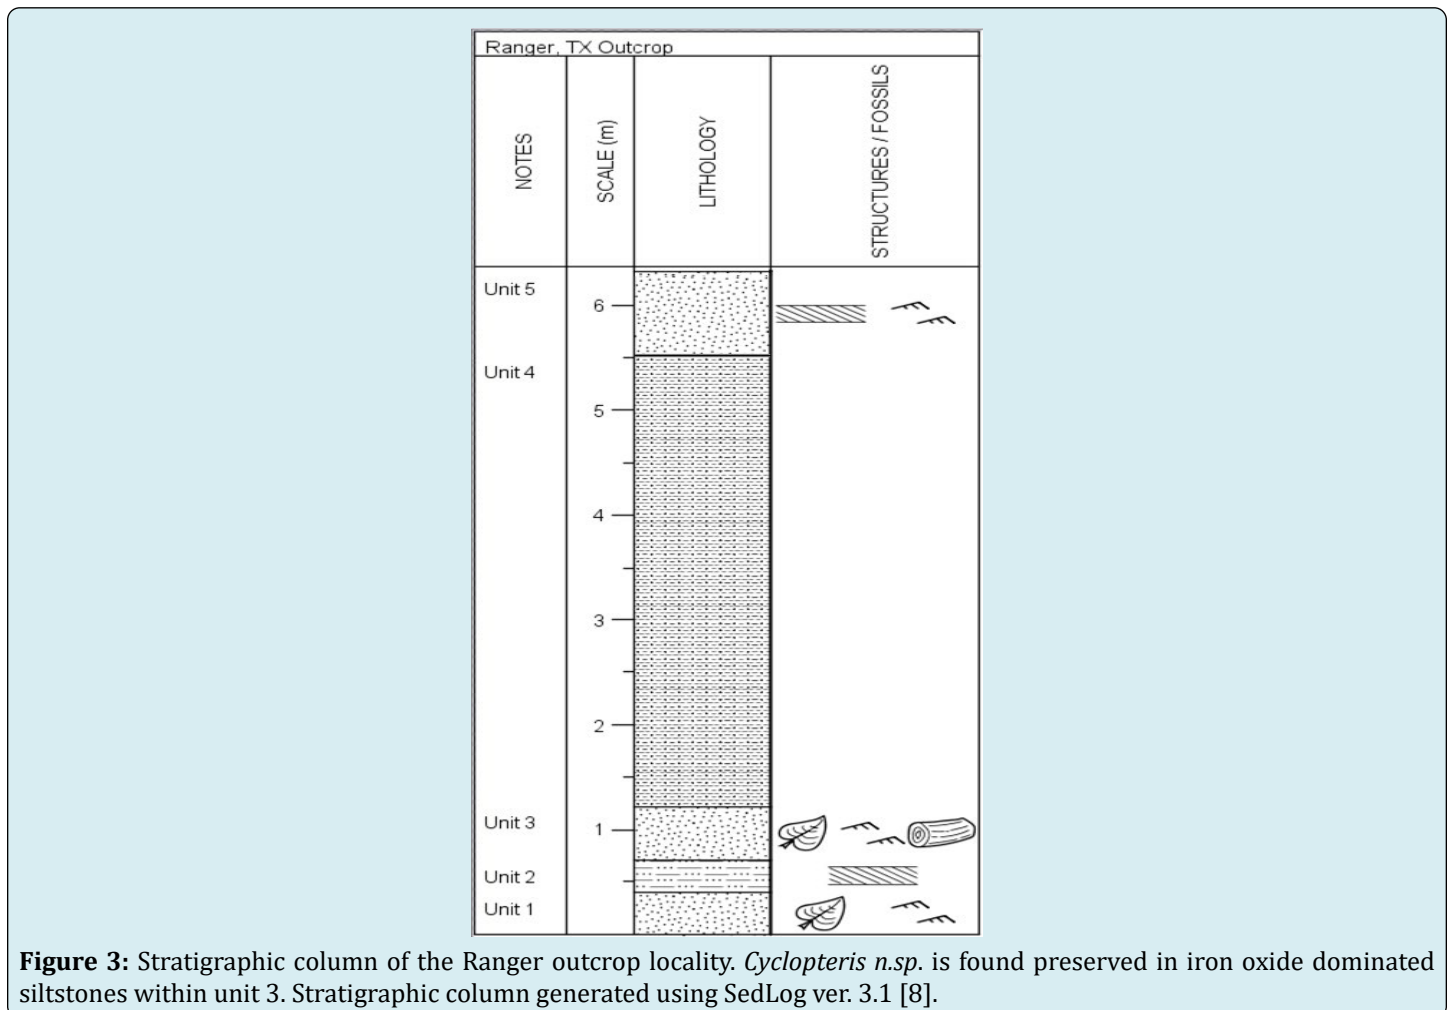 Ranger, TX Outcrop
NOTES
SCALE (m)
LITHOLOGY
STRUCTURES / FOSSILS
Unit 5
6
Unit 4
5
4
3
2
Unit 3
1
Unit 2
Unit 1
Figure 3: Stratigraphic column of the Ranger outcrop locality. Cyclopteris n.sp. is found preserved in iron oxide dominated
siltstones within unit 3. Stratigraphic column generated using SedLog ver. 3.1 [8].